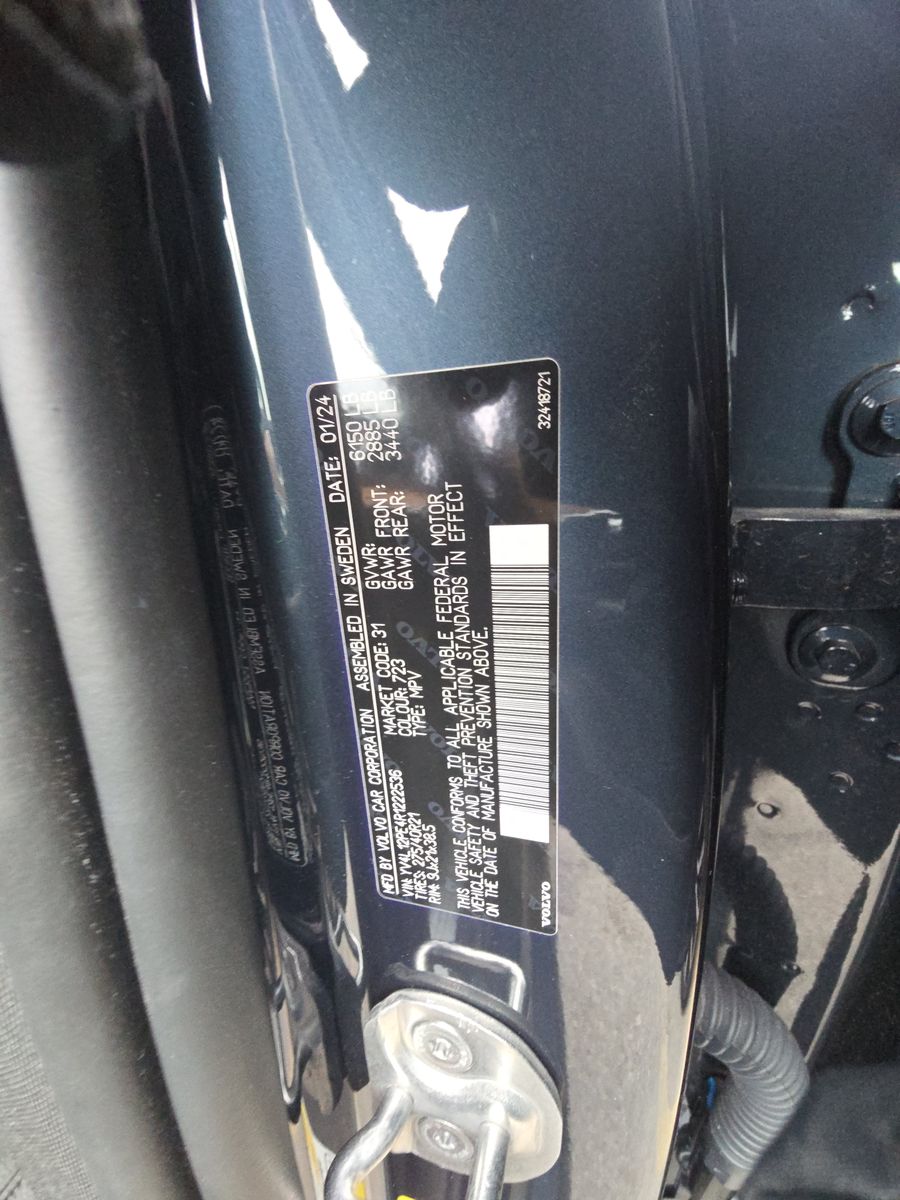 MFD BY VOLVO CAR CORPORATION ASSEMBLED IN SWEDEN DATE: 01/24
VIN: YV4L12PE4R1222536 MARKET CODE: 31 GVWR: 6150 LB
TIRES: 275/40R21 COLOUR: 723 GAWR FRONT: 2885 LB
RIM: 9Jx21x38.5 TYPE: MPV GAWR REAR: 3440 LB
THIS VEHICLE CONFORMS TO ALL APPLICABLE FEDERAL MOTOR
VEHICLE SAFETY AND THEFT PREVENTION STANDARDS IN EFFECT
ON THE DATE OF MANUFACTURE SHOWN ABOVE.
VOLVO 32418721